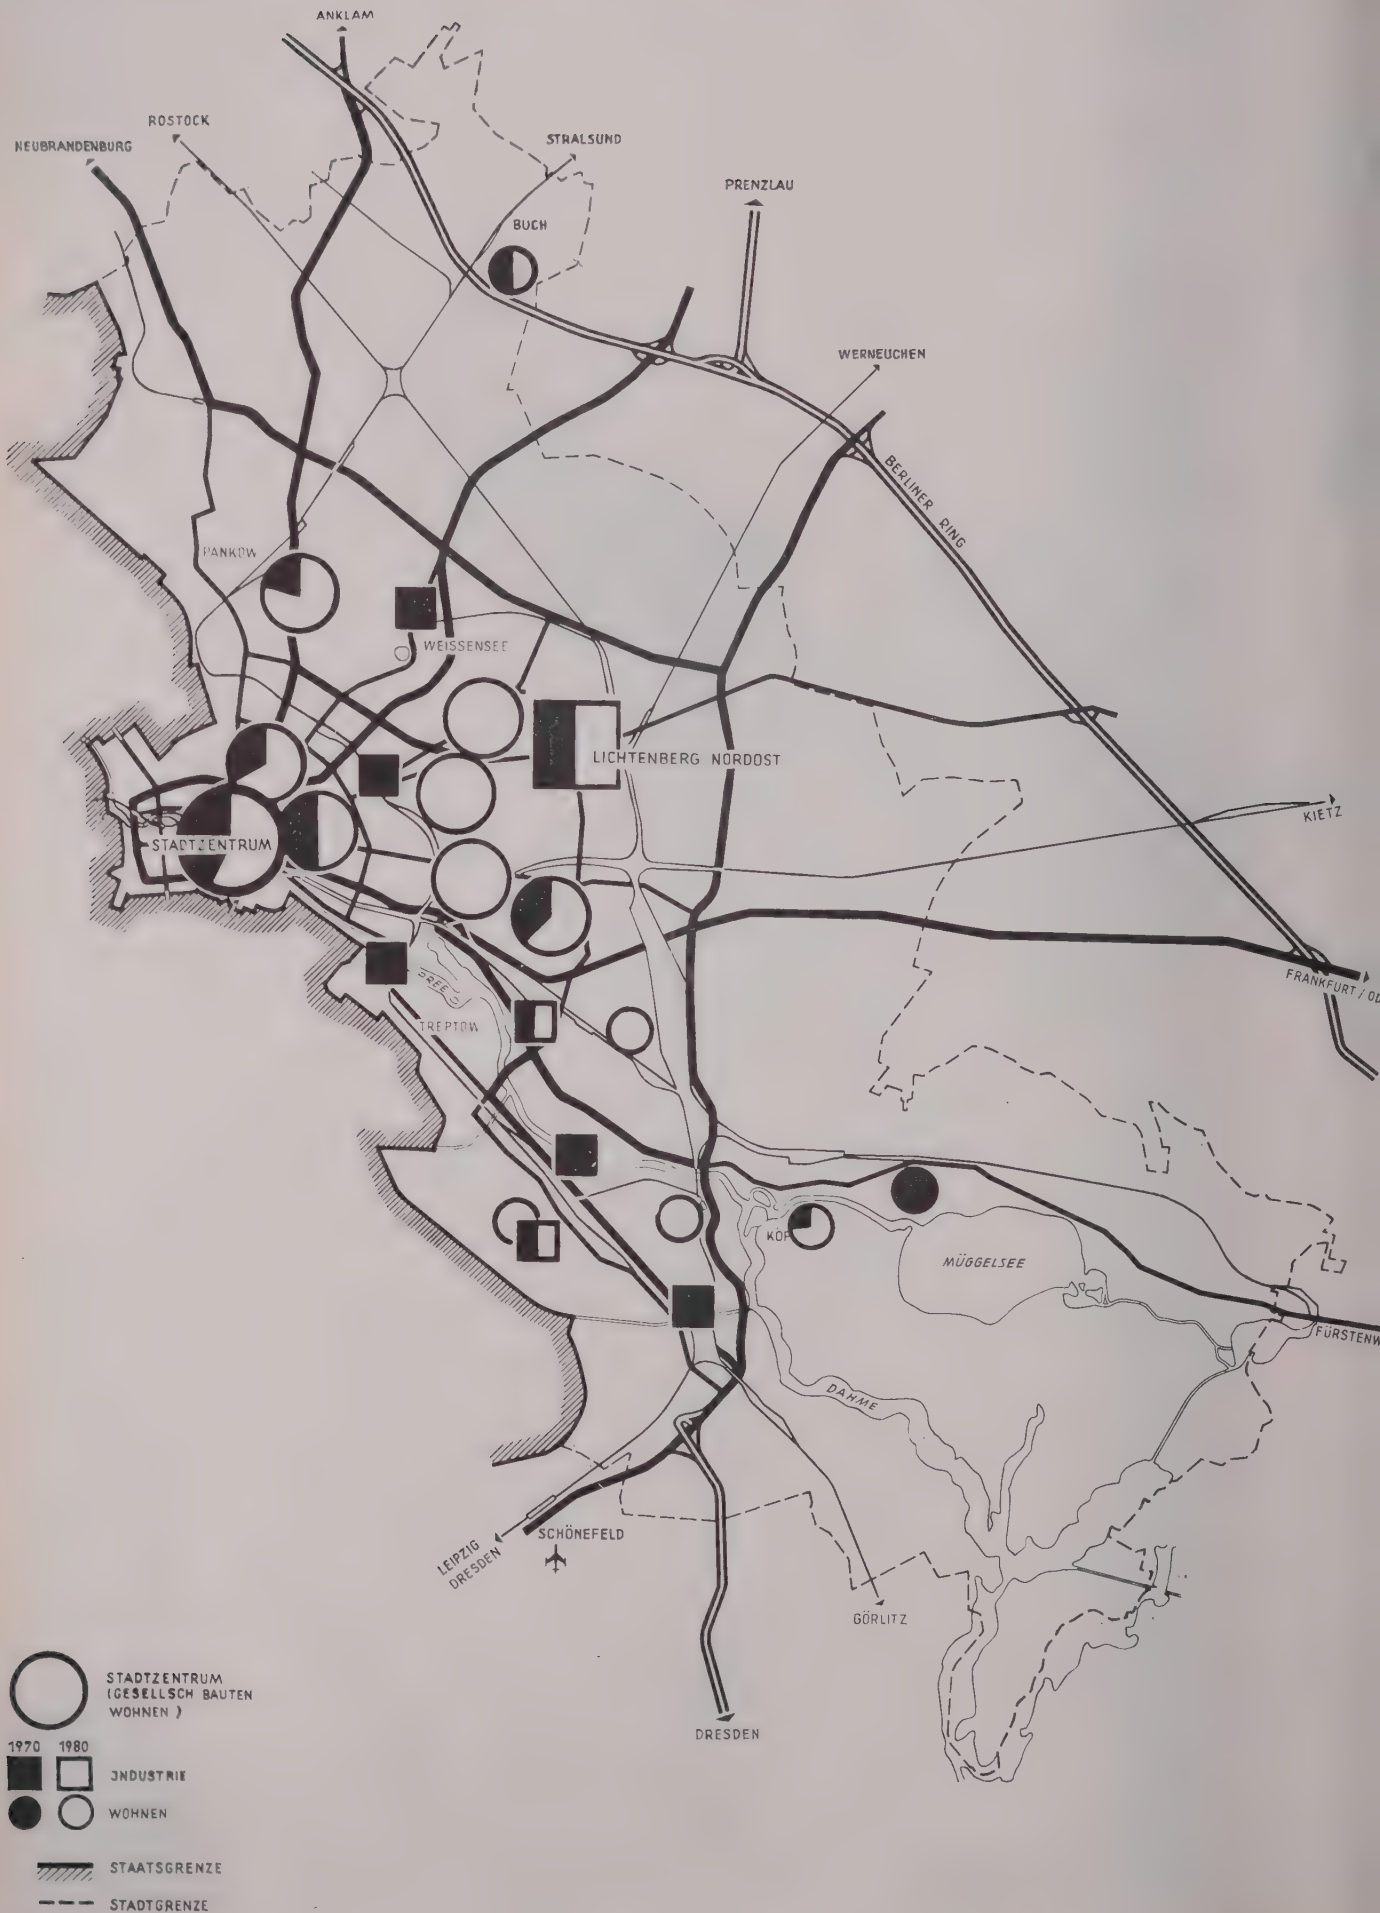 ANKLAM
ROSTOCK
NEUBRANDENBURG
STRALSUND
PRENZLAU
BUCH
WERNEUCHEN
BERLINER RING
PANKOW
WEISSENSEE
LICHTENBERG NORDOST
KIETZ
STADTZENTRUM
FRANKFURT / OD
TREPTOW
KÖP
MÜGGELSEE
FÜRSTENW
DAHME
SCHÖNEFELD
LEIPZIG
DRESDEN
GÖRLITZ
DRESDEN
STADTZENTRUM
(GESELLSCH BAUTEN
WOHNEN )
1970 1980
JNDUSTRIE
WOHNEN
STAATSGRENZE
STADTGRENZE